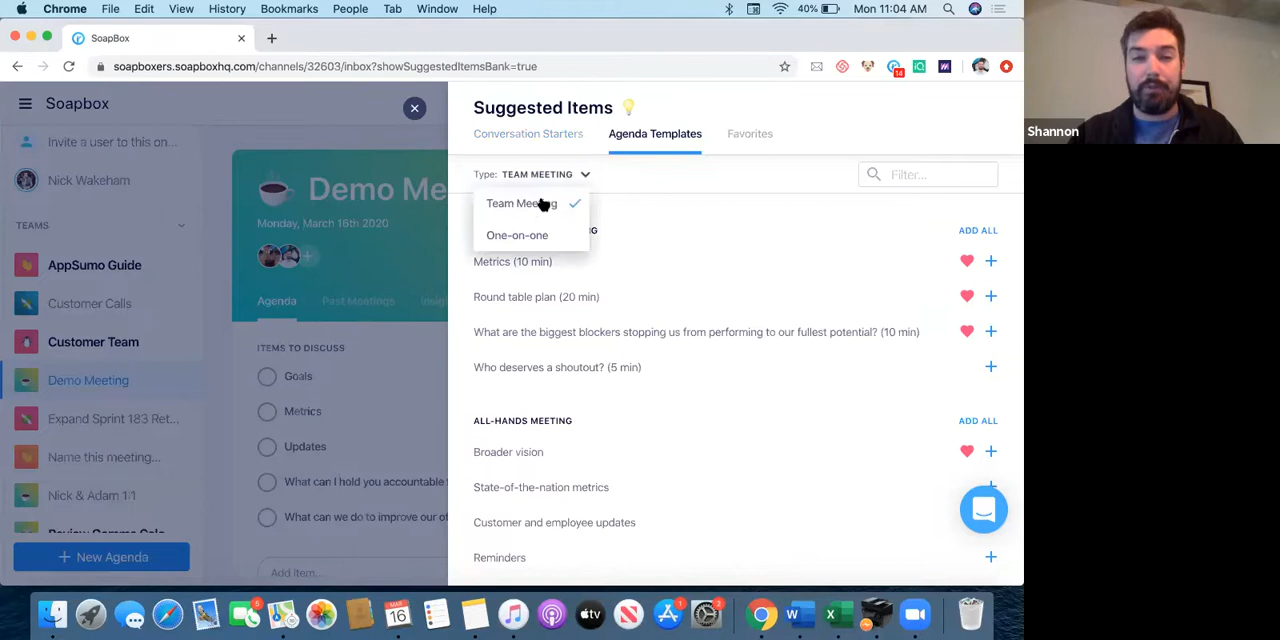 Chrome File Edit View History Bookmarks People Tab Window Help 40% Mon 11:04 AM
SoapBox
soapboxers.soapboxhq.com/channels/32603/inbox?showSuggestedItemsBank=true
14
Shannon
Soapbox
Invite a user to this on...
Nick Wakeham
TEAMS
AppSumo Guide
Customer Calls
Customer Team
Demo Meeting
Expand Sprint 183 Ret...
Name this meeting...
Nick & Adam 1:1
New Agenda
Demo Me
Monday, March 16th 2020
Agenda Past Meetings
ITEMS TO DISCUSS
Goals
Metrics
Updates
What can I hold you accountable
What can we do to improve our of
Add Item...
Suggested Items
Conversation Starters Agenda Templates Favorites
Type: TEAM MEETING
Filter...
Team Meeting
One-on-one
ADD ALL
Metrics (10 min)
Round table plan (20 min)
What are the biggest blockers stopping us from performing to our fullest potential? (10 min)
Who deserves a shoutout? (5 min)
ALL-HANDS MEETING ADD ALL
Broader vision
State-of-the-nation metrics
Customer and employee updates
Reminders
5
MAR
16
tv
1
2